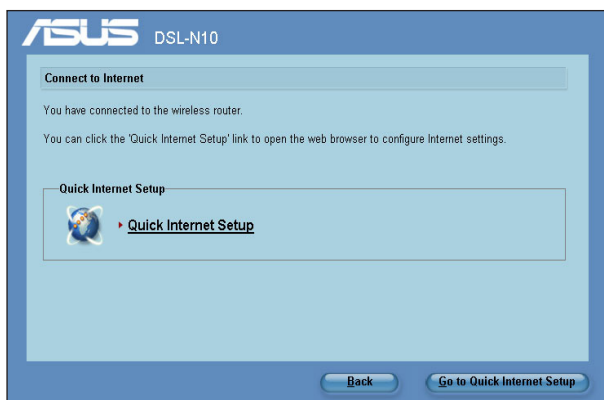 ASUS DSL-N10
Connect to Internet
You have connected to the wireless router.
You can click the 'Quick Internet Setup' link to open the web browser to configure Internet settings.
Quick Internet Setup
Quick Internet Setup
Back Go to Quick Internet Setup